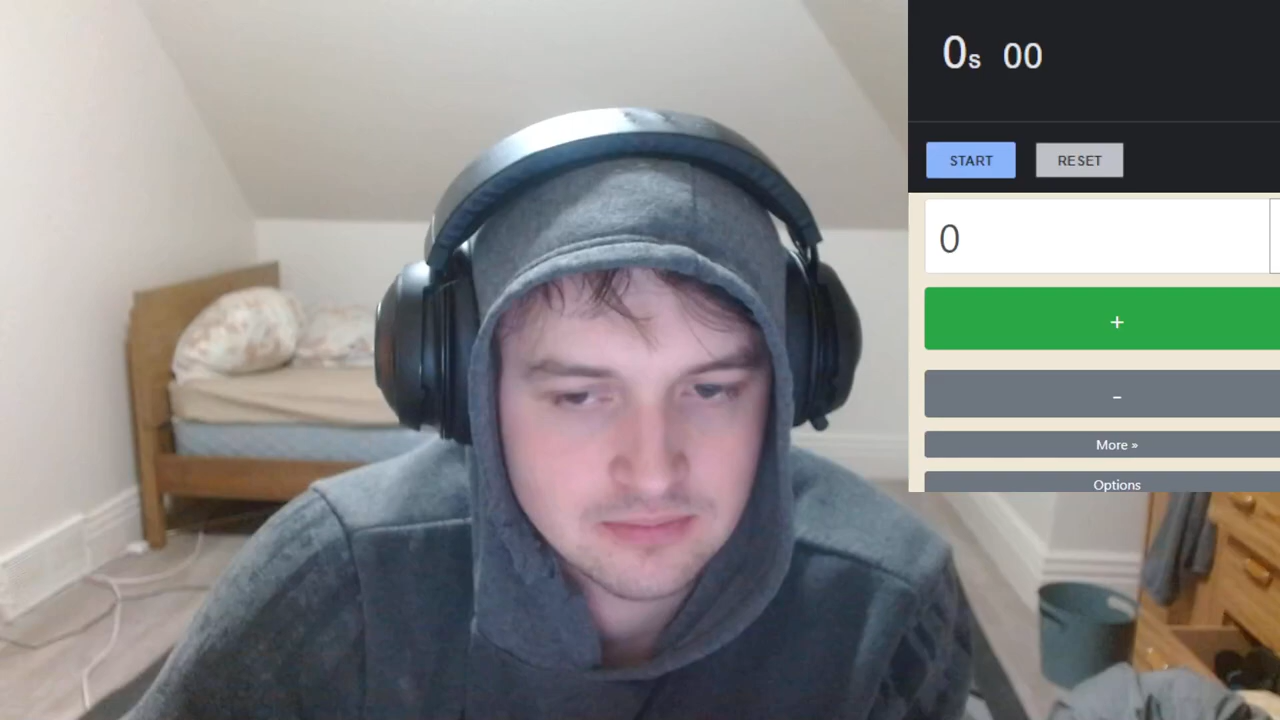 0s 00
START RESET
0
+
-
More »
Options